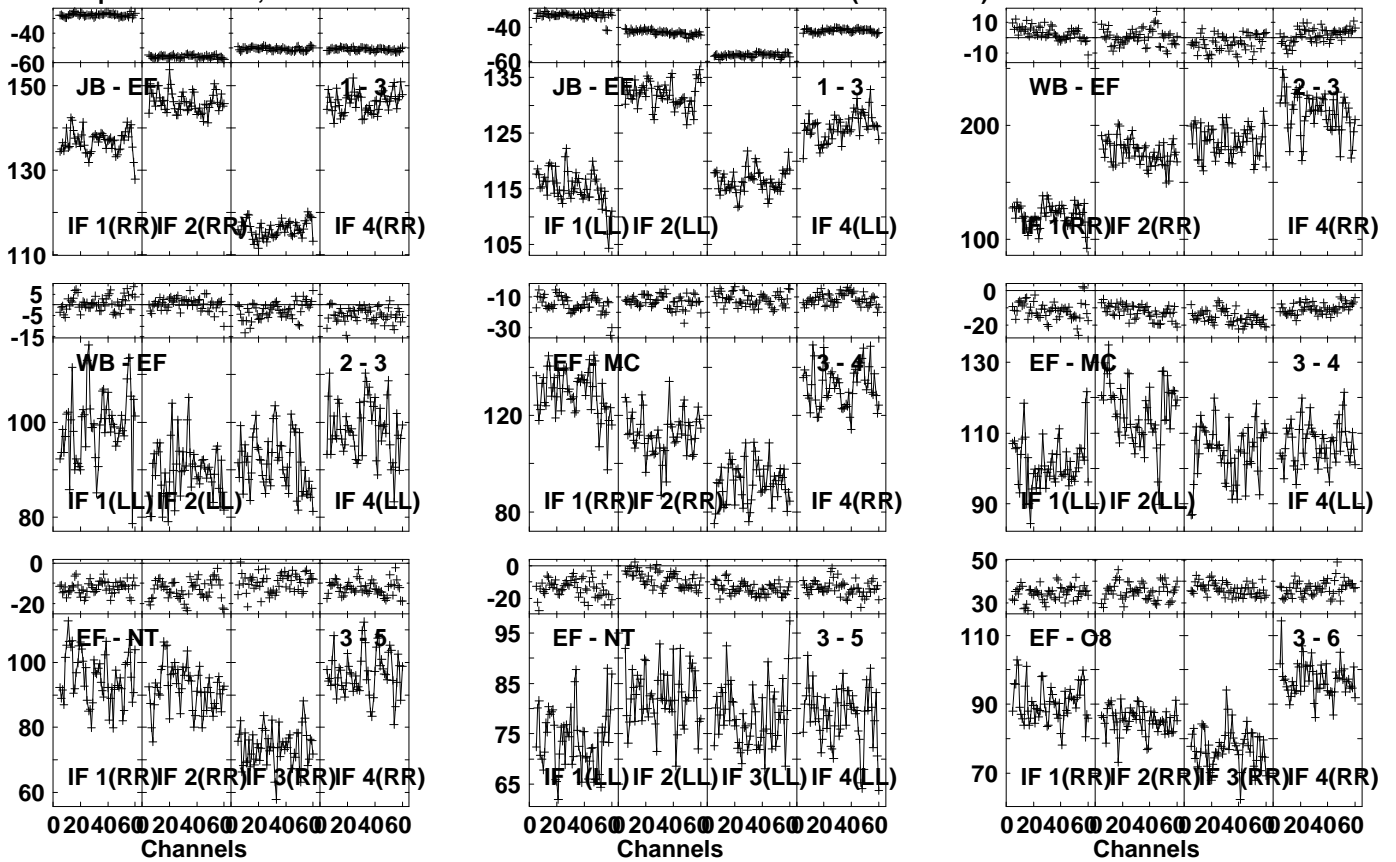 -40
-60
JB - EF
1 - 3
150
130
110
IF 1(RR)
IF 2(RR)
IF 4(RR)
-40
-60
JB - EF
1 - 3
135
125
115
105
IF 1(LL)
IF 2(LL)
IF 4(LL)
10
-10
WB - EF
2 - 3
200
100
IF 1(RR)
IF 2(RR)
IF 4(RR)
5
-5
-15
WB - EF
2 - 3
100
80
IF 1(LL)
IF 2(LL)
IF 4(LL)
-10
-30
EF - MC
3 - 4
120
80
IF 1(RR)
IF 2(RR)
IF 4(RR)
0
-20
EF - MC
3 - 4
130
110
90
IF 1(LL)
IF 2(LL)
IF 4(LL)
0
-20
EF - NT
3 - 5
100
80
60
IF 1(RR)
IF 2(RR)
IF 3(RR)
IF 4(RR)
0 20 40 60
0 20 40 60
0 20 40 60
0 20 40 60
Channels
0
-20
EF - NT
3 - 5
95
85
75
65
IF 1(LL)
IF 2(LL)
IF 3(LL)
IF 4(LL)
0 20 40 60
0 20 40 60
0 20 40 60
0 20 40 60
Channels
50
30
EF - O8
3 - 6
110
90
70
IF 1(RR)
IF 2(RR)
IF 3(RR)
IF 4(RR)
0 20 40 60
0 20 40 60
0 20 40 60
0 20 40 60
Channels